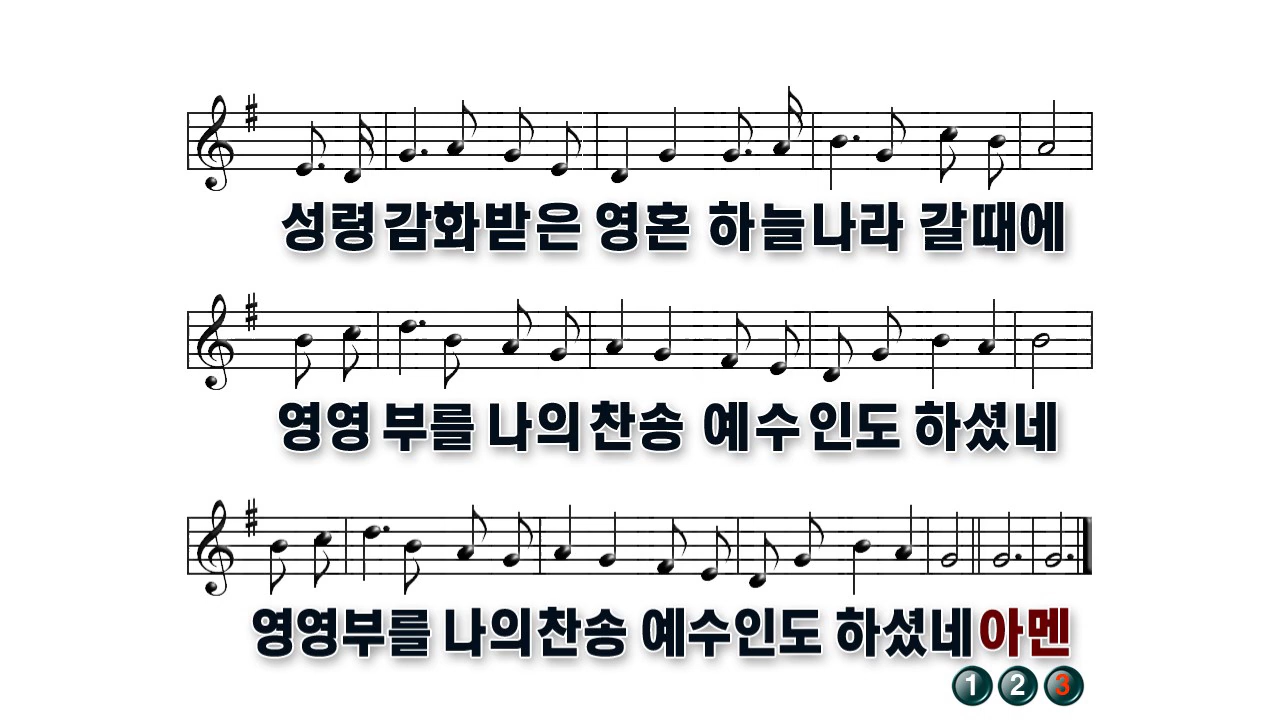 성령감화받은 영혼 하늘나라 갈때에
영영 부를 나의찬송 예수인도 하셨네
영영부를 나의찬송 예수인도 하셨네아멘
1 2 3